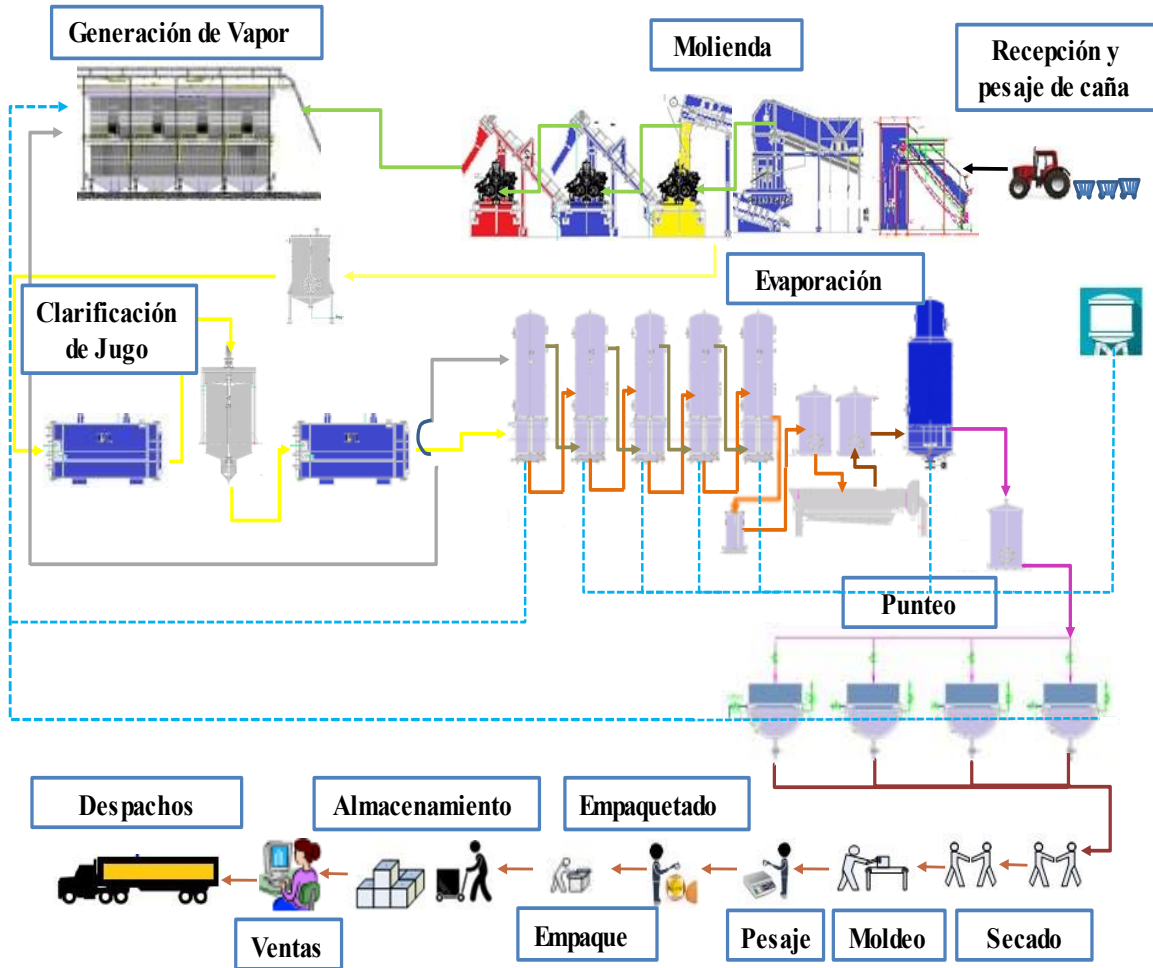 Generación de Vapor
Molienda
Recepción y
pesaje de caña
Clarificación
de Jugo
Evaporación
Punteo
Despachos
Almacenamiento
Empaquetado
Ventas
Empaque
Pesaje
Moldeo
Secado